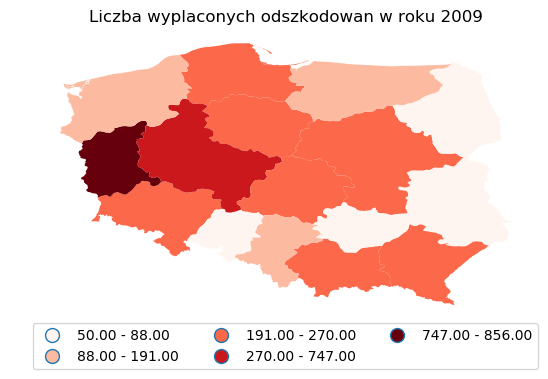 Liczba wyplaconych odszkodowan w roku 2009
50.00 - 88.00
88.00 - 191.00
191.00 - 270.00
270.00 - 747.00
747.00 - 856.00